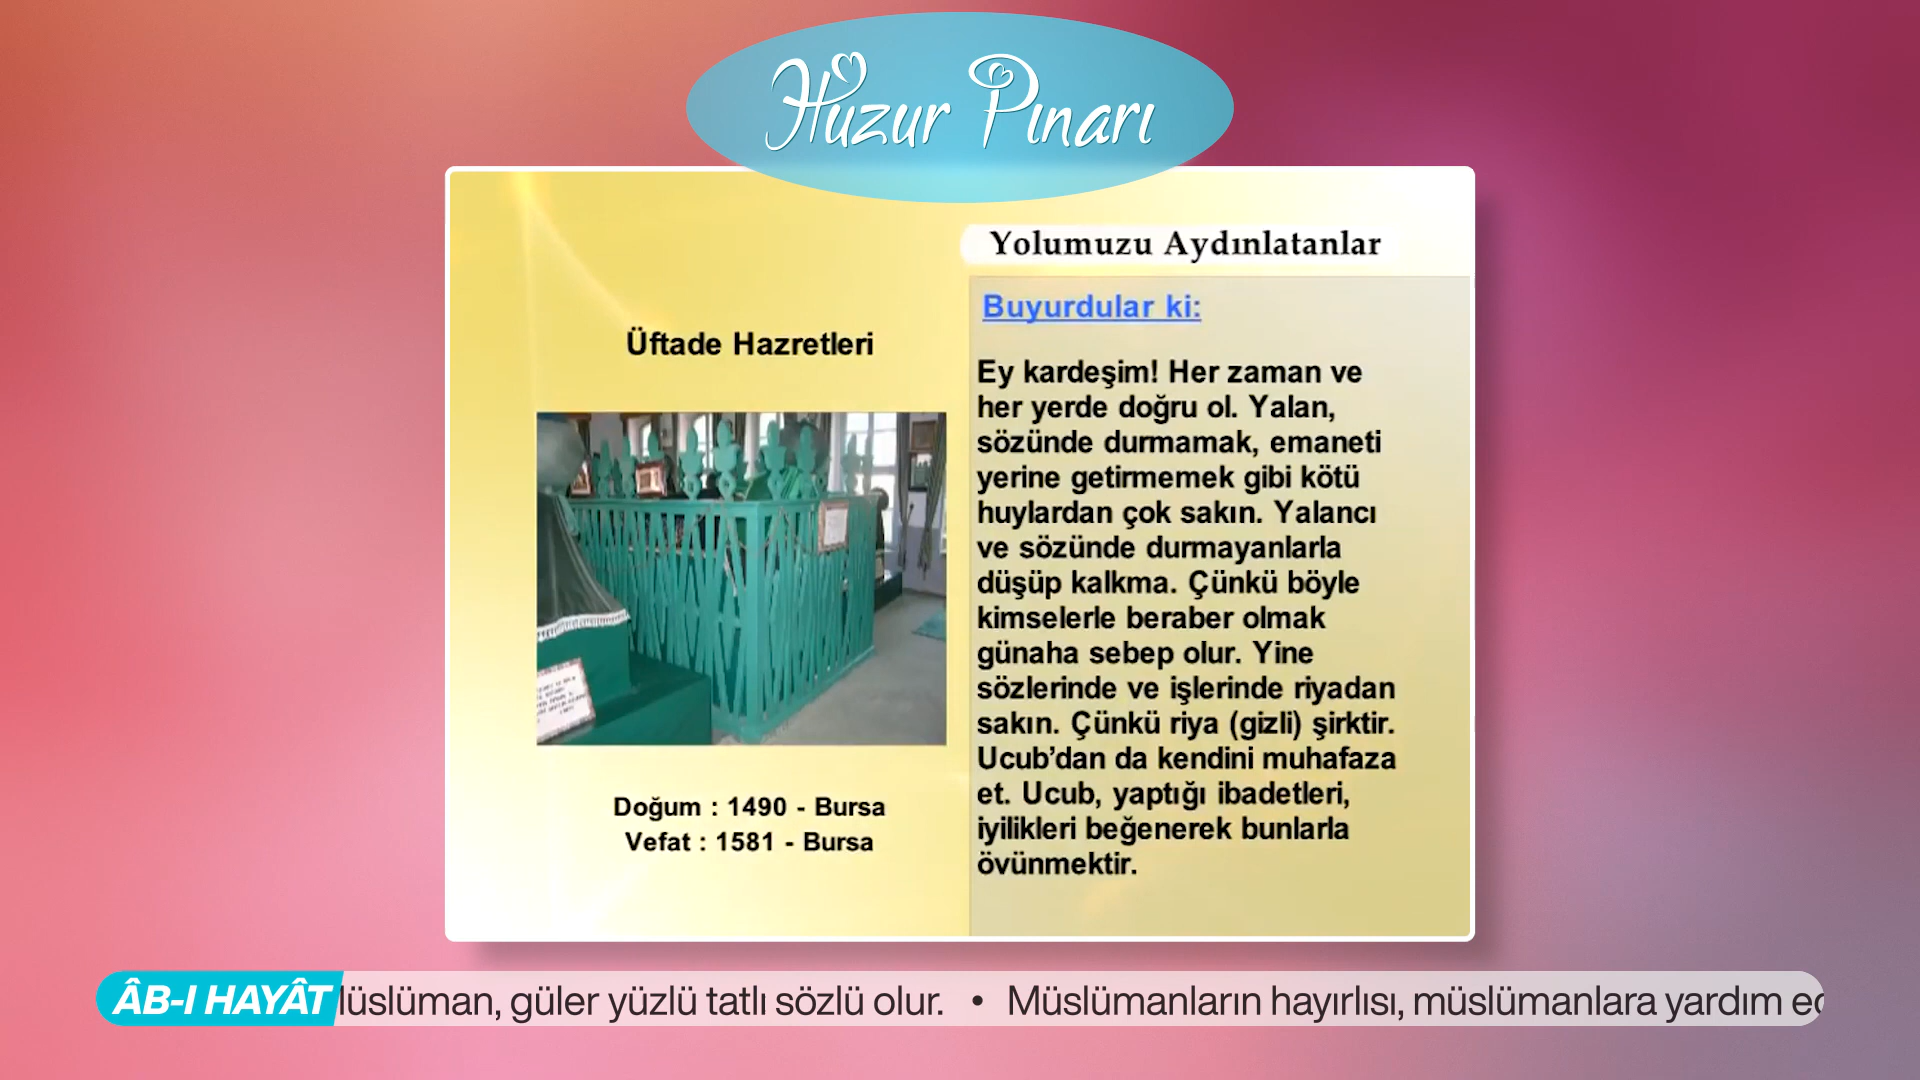 Huzur Pınarı
Yolumuzu Aydınlatanlar
Üftade Hazretleri
Doğum : 1490 - Bursa
Vefat : 1581 - Bursa
Buyurdular ki:
Ey kardeşim! Her zaman ve
her yerde doğru ol. Yalan,
sözünde durmamak, emaneti
yerine getirmemek gibi kötü
huylardan çok sakın. Yalancı
ve sözünde durmayanlarla
düşüp kalkma. Çünkü böyle
kimselerle beraber olmak
günaha sebep olur. Yine
sözlerinde ve işlerinde riyadan
sakın. Çünkü riya (gizli) şirktir.
Ucub’dan da kendini muhafaza
et. Ucub, yaptığı ibadetleri,
iyilikleri beğenerek bunlarla
övünmektir.
ÂB-I HAYÂT lüslüman, güler yüzlü tatlı sözlü olur. • Müslümanların hayırlısı, müslümanlara yardım